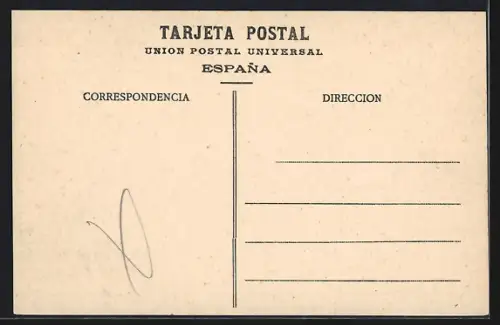 TARJETA POSTAL
UNION POSTAL UNIVERSAL
ESPAÑA
CORRESPONDENCIA
DIRECCION